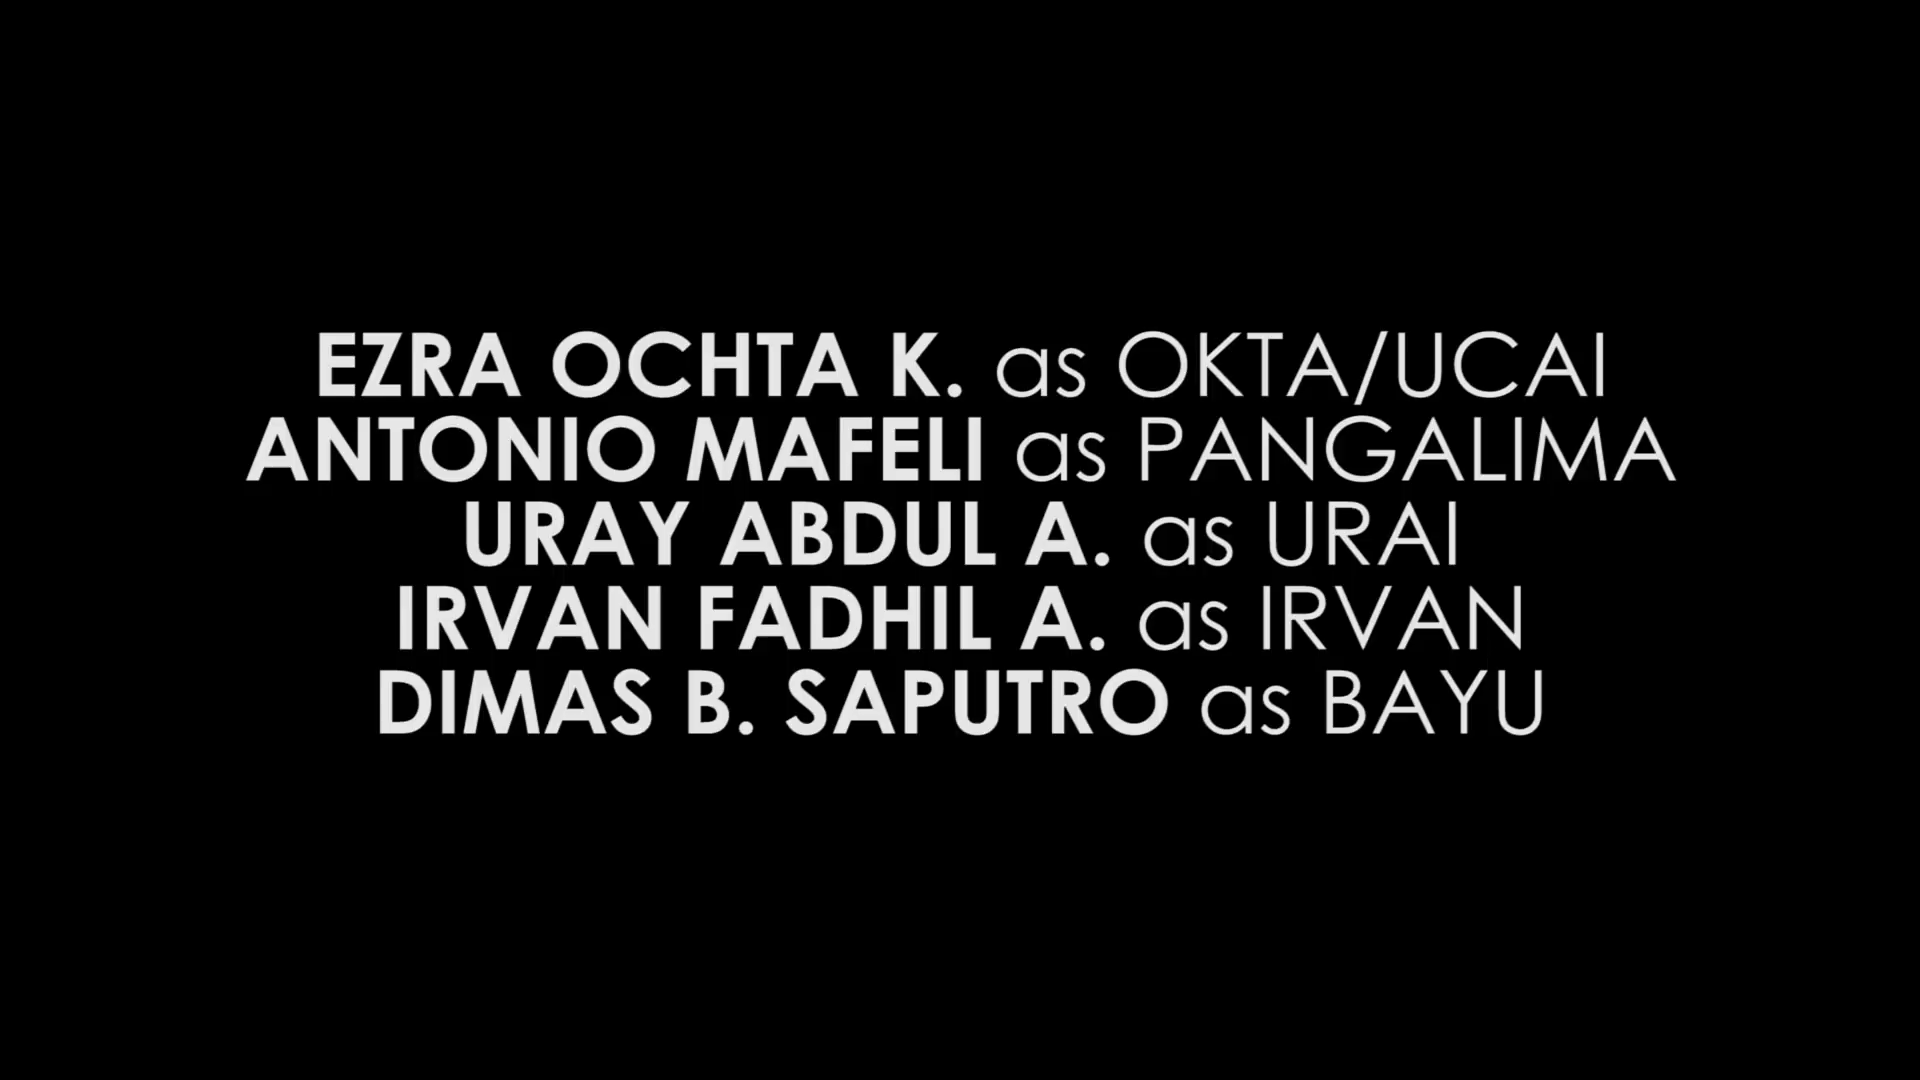 EZRA OCHTA K. as OKTA/UCAI
ANTONIO MAFELI as PANGALIMA
URAY ABDUL A. as URAI
IRVAN FADHIL A. as IRVAN
DIMAS B. SAPUTRO as BAYU